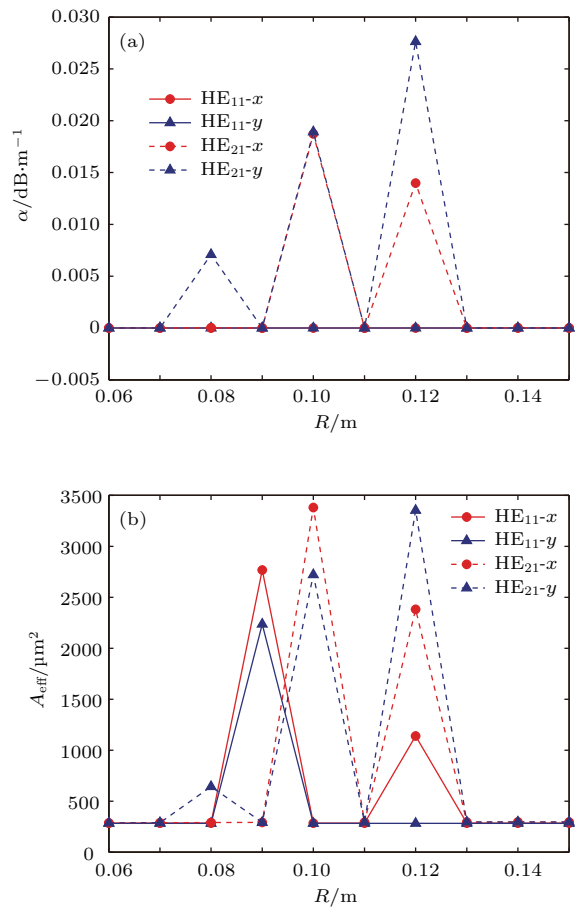 (a)
0.030
0.025
0.020
0.015
0.010
0.005
0
−0.005
α/dB·m⁻¹
HE₁₁-x
HE₁₁-y
HE₂₁-x
HE₂₁-y
0.06 0.08 0.10 0.12 0.14
R/m
(b)
3500
3000
2500
2000
1500
1000
500
0
A_eff/µm²
HE₁₁-x
HE₁₁-y
HE₂₁-x
HE₂₁-y
0.06 0.08 0.10 0.12 0.14
R/m